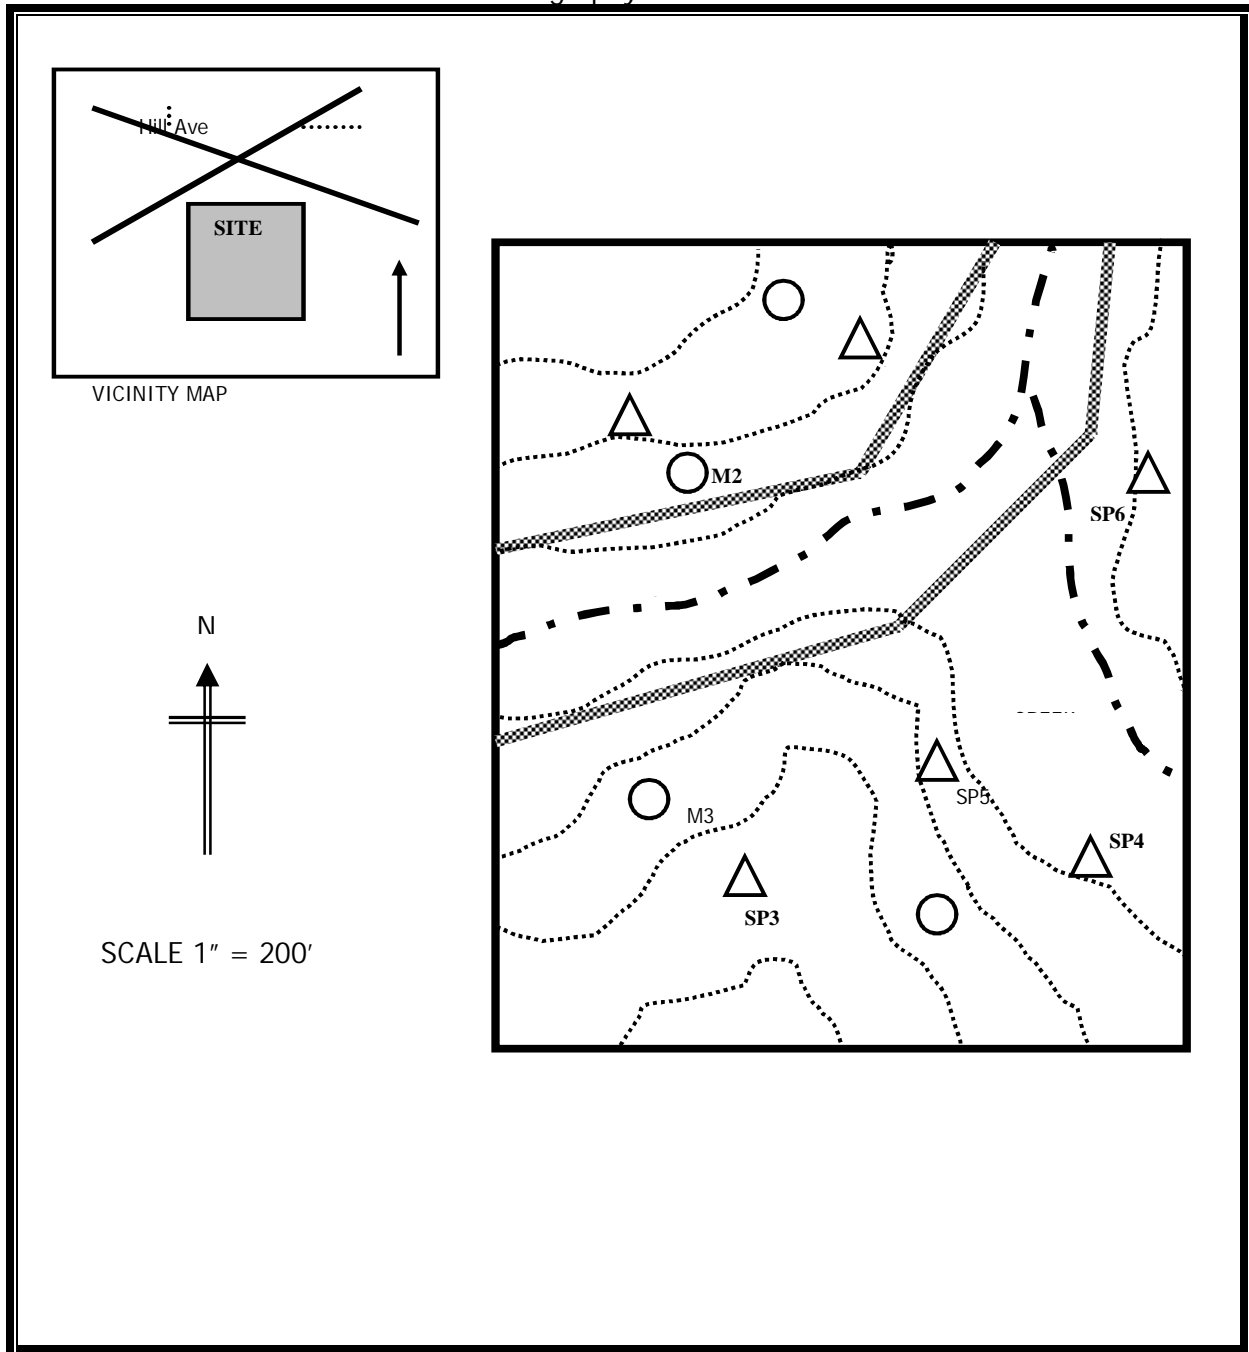 Hill Ave
SITE
VICINITY MAP
M2
SP6
N
SP5
M3
SP4
SP3
SCALE 1" = 200'